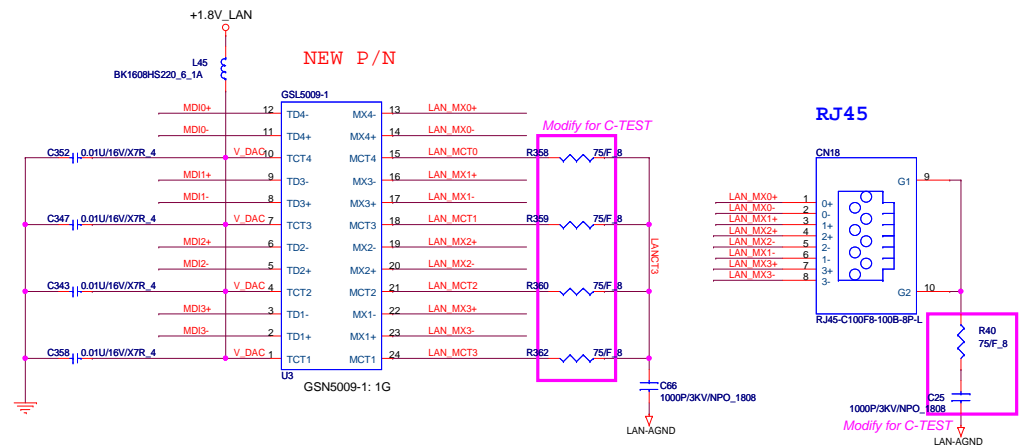 +1.8V_LAN
L45
BK1608HS220_6_1A
NEW P/N
GSL5009-1
MDI0+ 12 TD4- MX4- 13 LAN_MX0+
MDI0- 11 TD4+ MX4+ 14 LAN_MX0-
C352 0.01U/16V/X7R_4 V_DAC 10 TCT4 MCT4 15 LAN_MCT0 R358 75/F_8
MDI1+ 9 TD3- MX3- 16 LAN_MX1+
MDI1- 8 TD3+ MX3+ 17 LAN_MX1-
C347 0.01U/16V/X7R_4 V_DAC 7 TCT3 MCT3 18 LAN_MCT1 R359 75/F_8
MDI2+ 6 TD2- MX2- 19 LAN_MX2+
MDI2- 5 TD2+ MX2+ 20 LAN_MX2-
C343 0.01U/16V/X7R_4 V_DAC 4 TCT2 MCT2 21 LAN_MCT2 R360 75/F_8
MDI3+ 3 TD1- MX1- 22 LAN_MX3+
MDI3- 2 TD1+ MX1+ 23 LAN_MX3-
C358 0.01U/16V/X7R_4 V_DAC 1 TCT1 MCT1 24 LAN_MCT3 R362 75/F_8
U3
GSN5009-1: 1G
Modify for C-TEST
LANCT3
C66
1000P/3KV/NPO_1808
LAN-AGND
RJ45
CN18
G1 9
LAN_MX0+ 1 0+
LAN_MX0- 2 0-
LAN_MX1+ 3 1+
LAN_MX2+ 4 2+
LAN_MX2- 5 2-
LAN_MX1- 6 1-
LAN_MX3+ 7 3+
LAN_MX3- 8 3-
G2 10
RJ45-C100F8-100B-8P-L
R40
75/F_8
C25
1000P/3KV/NPO_1808
Modify for C-TEST
LAN-AGND